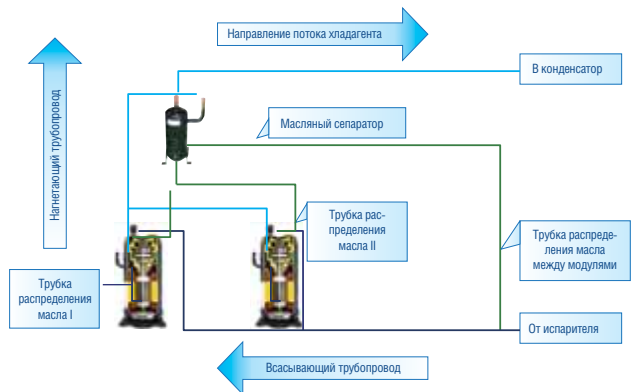 Направление потока хладагента
В конденсатор
Нагнетающий трубопровод
Масляный сепаратор
Трубка рас-
пределения
масла II
Трубка распреде-
ления масла
между модулями
Трубка
распределения
масла I
От испарителя
Всасывающий трубопровод